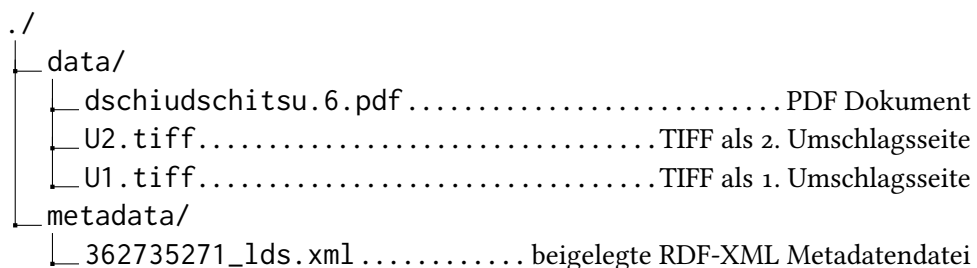 ./
data/
dschiudschitsu.6.pdf............................PDF Dokument
U2.tiff..................................TIFF als 2. Umschlagsseite
U1.tiff..................................TIFF als 1. Umschlagsseite
metadata/
362735271_lds.xml............beigelegte RDF-XML Metadatendatei